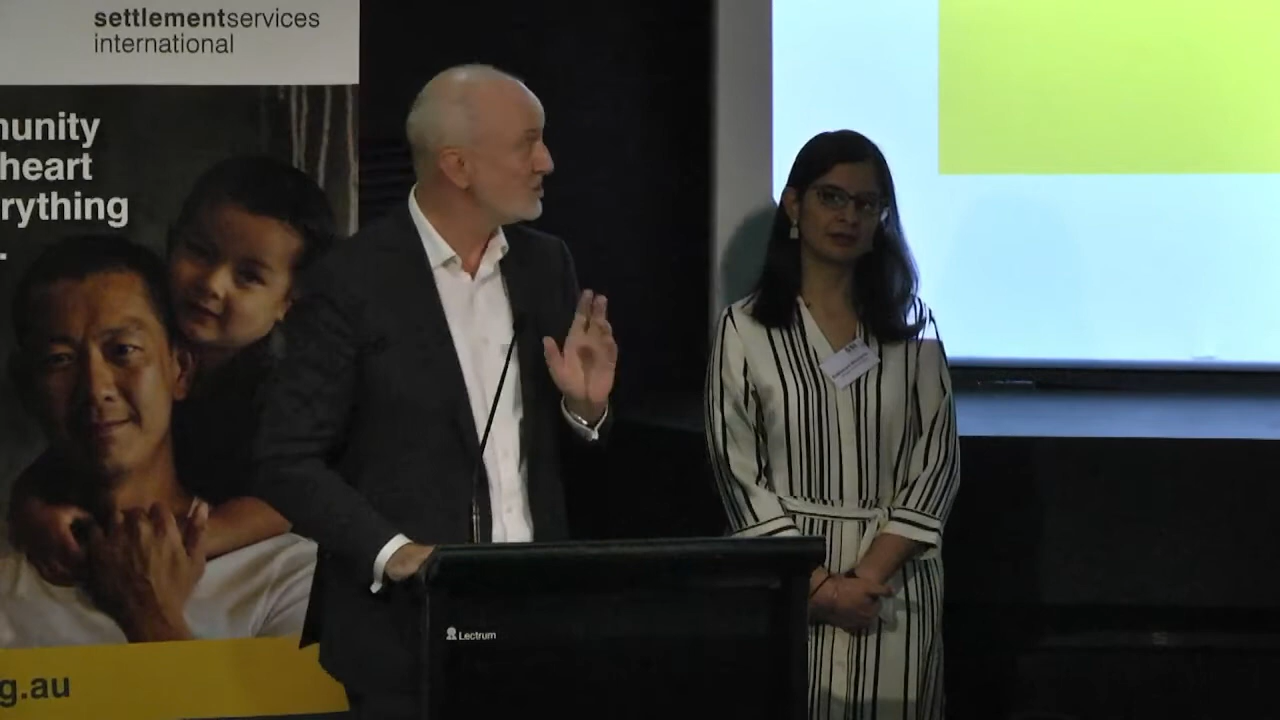 settlementservices
international
munity
heart
rything
.
g.au
Lectrum